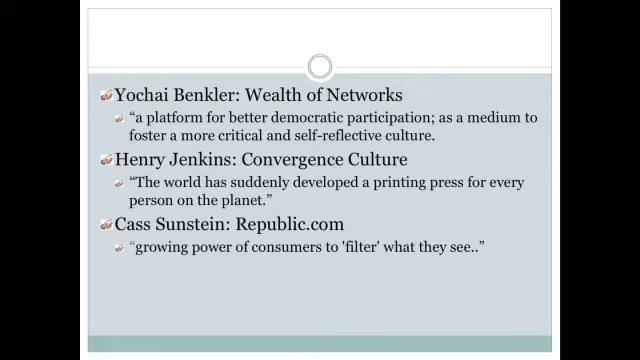 Yochai Benkler: Wealth of Networks
“a platform for better democratic participation; as a medium to
foster a more critical and self-reflective culture.
Henry Jenkins: Convergence Culture
“The world has suddenly developed a printing press for every
person on the planet.”
Cass Sunstein: Republic.com
“growing power of consumers to 'filter' what they see..”